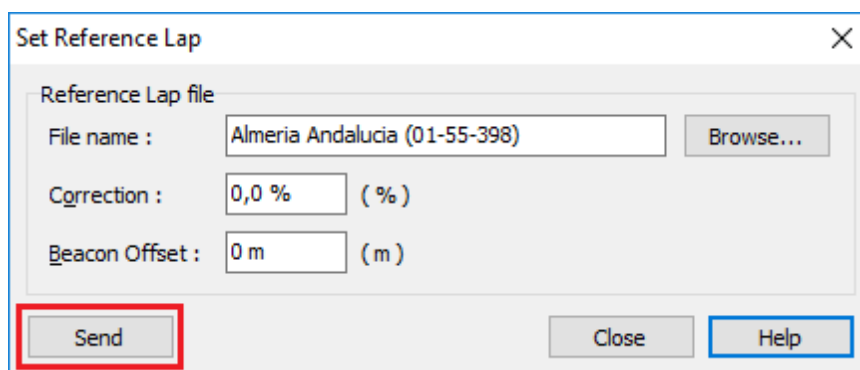 Set Reference Lap
Reference Lap file
File name : Almeria Andalucia (01-55-398) Browse...
Correction : 0,0 % ( % )
Beacon Offset : 0 m ( m )
Send Close Help